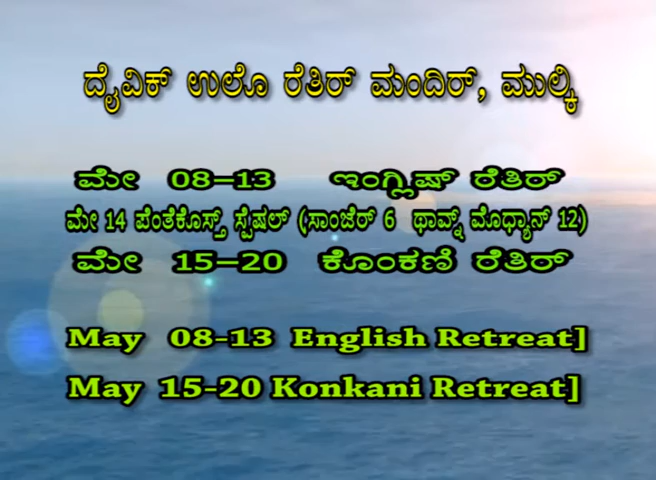 ದೈವಿಕ್ ಉಲೊ ರೆತಿರ್ ಮಂದಿರ್, ಮುಲ್ಕಿ
ಮೇ 08–13 ಇಂಗ್ಲಿಷ್ ರೆತಿರ್
ಮೇ 14 ಪೆಂತೆಕೊಸ್ತ್ ಸ್ಪೆಷಲ್ (ಸಾಂಜೆರ್ 6 ಥಾವ್ನ್ ಮೊಧ್ಯಾನ್ 12)
ಮೇ 15–20 ಕೊಂಕಣಿ ರೆತಿರ್
May 08-13 English Retreat]
May 15-20 Konkani Retreat]